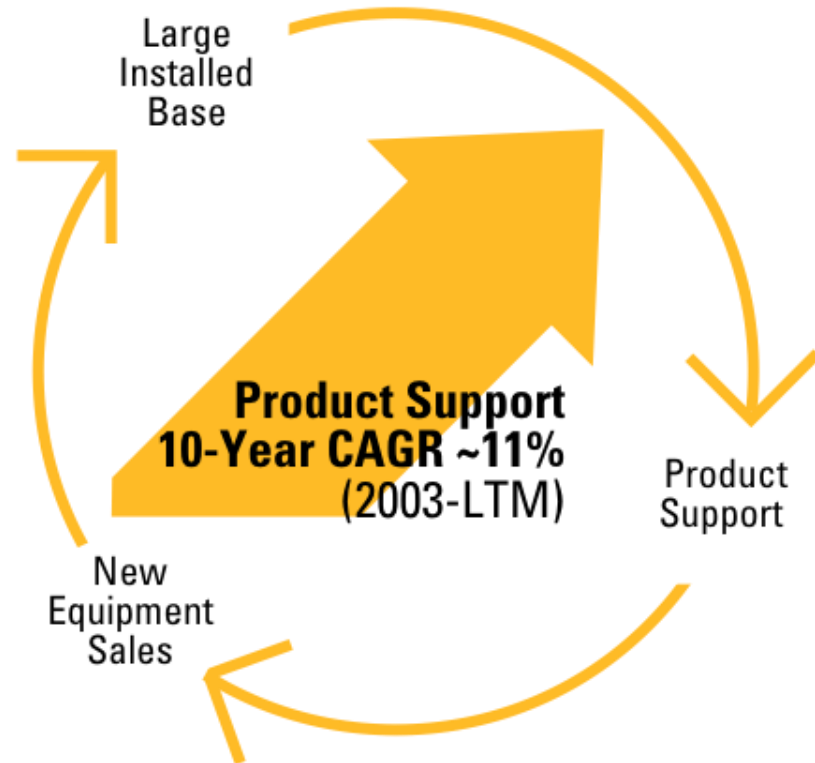 Large
Installed
Base
Product Support
10-Year CAGR ~11%
(2003-LTM)
Product
Support
New
Equipment
Sales